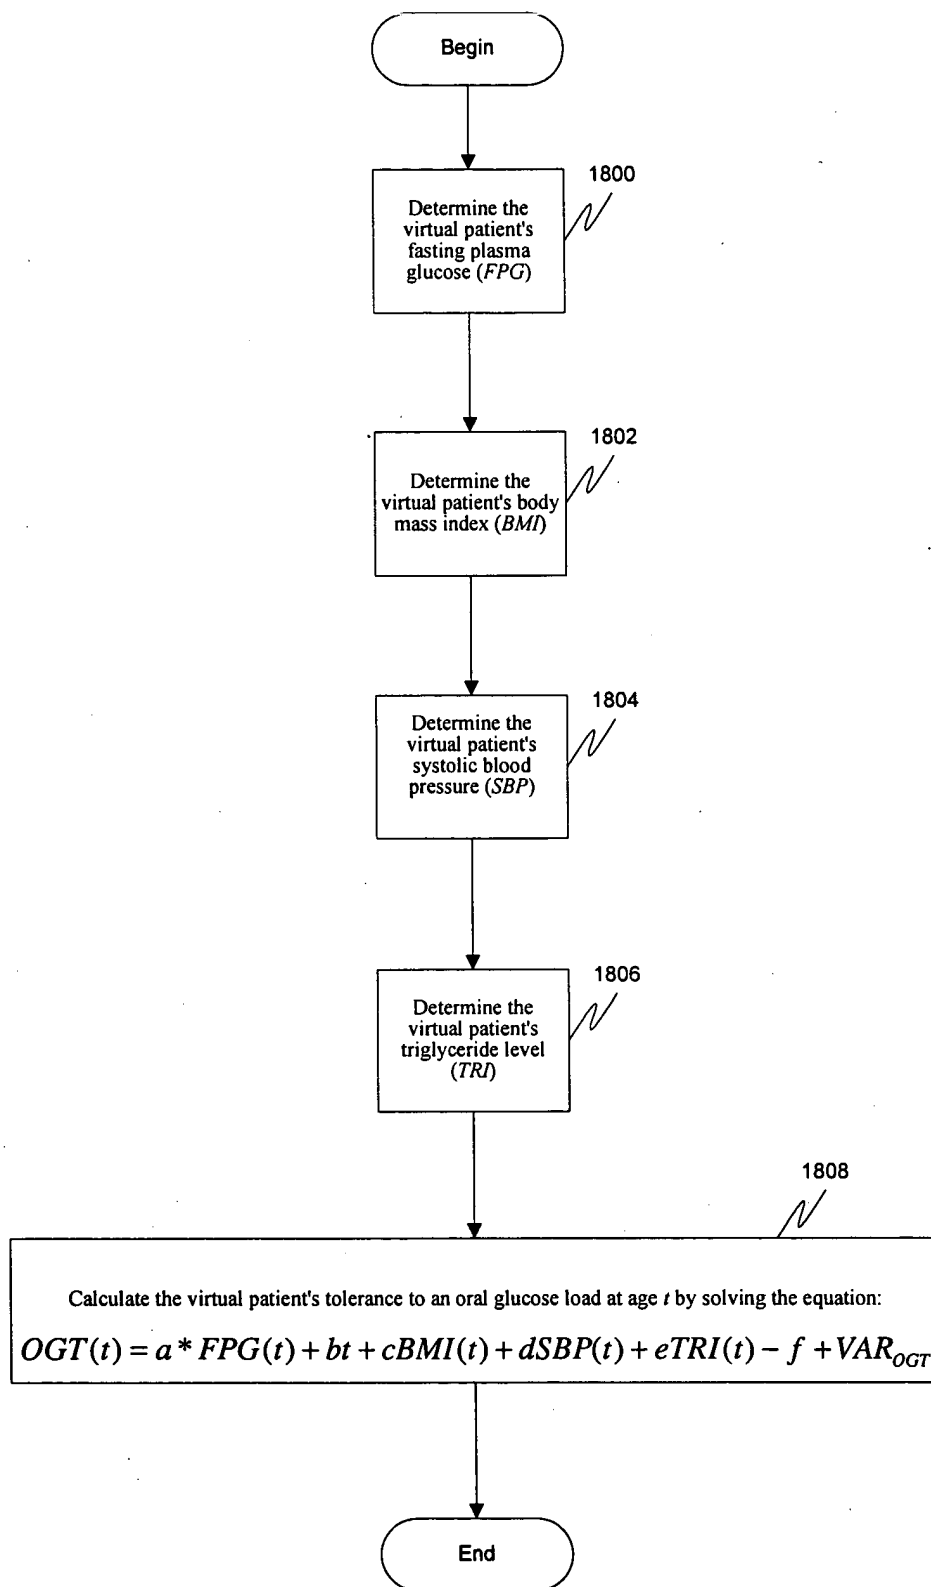 Begin
1800
Determine the
virtual patient's
fasting plasma
glucose (FPG)
1802
Determine the
virtual patient's body
mass index (BMI)
1804
Determine the
virtual patient's
systolic blood
pressure (SBP)
1806
Determine the
virtual patient's
triglyceride level
(TRI)
1808
Calculate the virtual patient's tolerance to an oral glucose load at age t by solving the equation:
OGT(t) = a * FPG(t) + bt + cBMI(t) + dSBP(t) + eTRI(t) − f + VAR_OGT
End